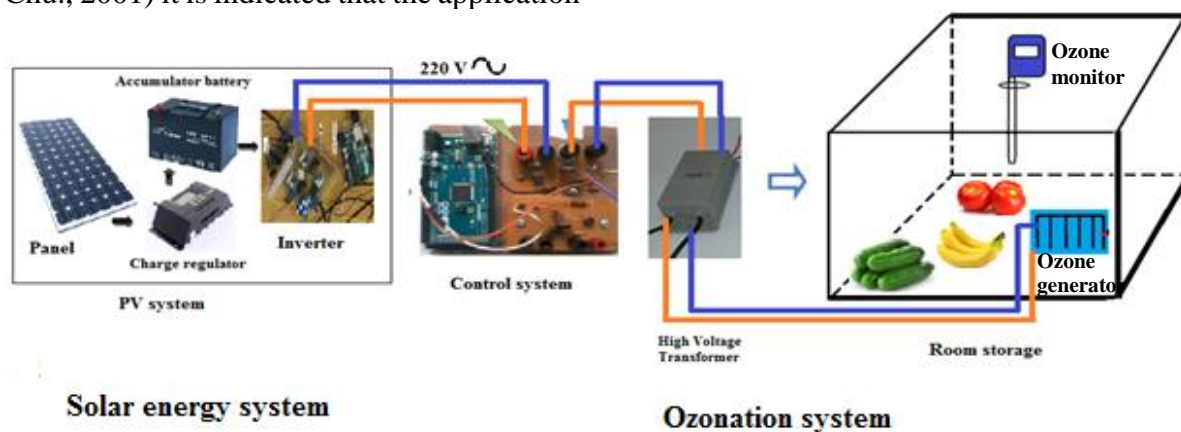 Chu., 2001) it is indicated that the application
Accumulator battery
220 V
Ozone
monitor
Panel
Charge regulator
Inverter
PV system
Control system
High Voltage
Transformer
Ozone
generato
Room storage
Solar energy system
Ozonation system